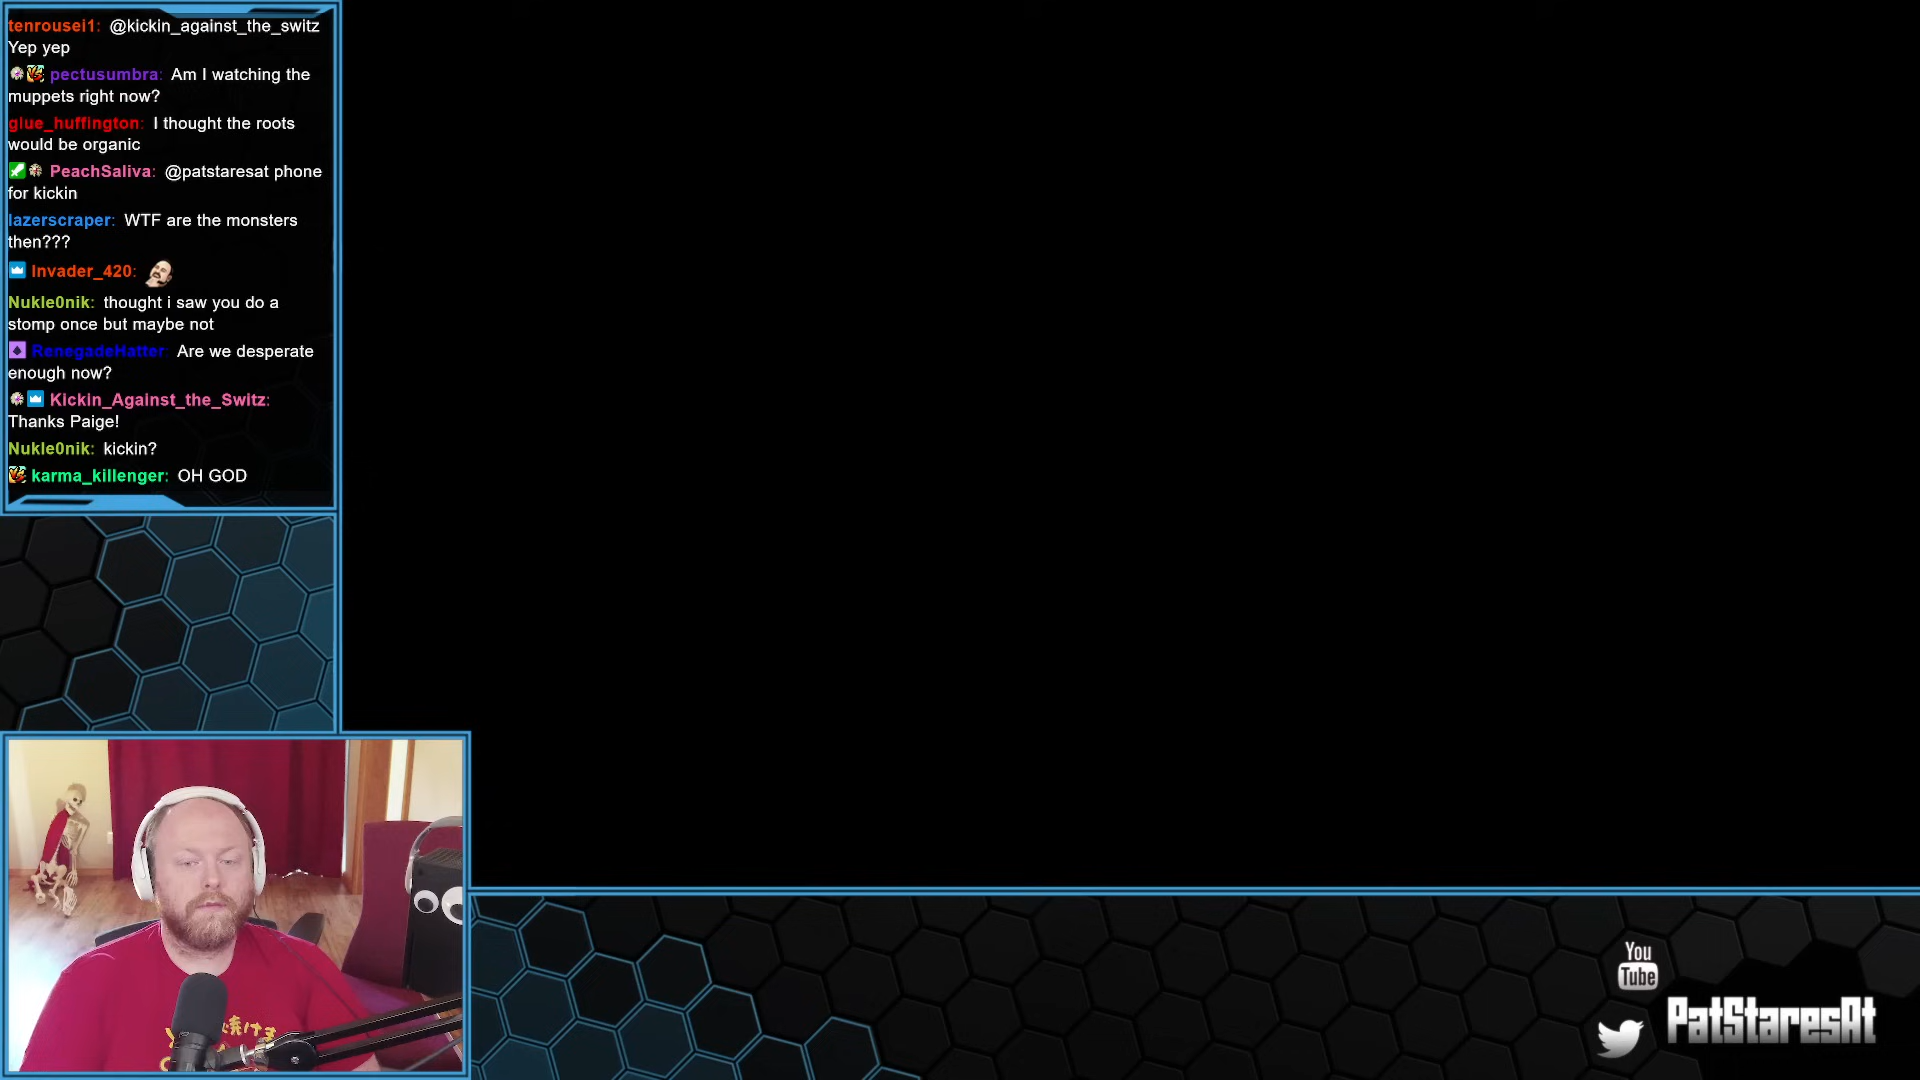 tenrousei1: @kickin_against_the_switz
Yep yep
pectusumbra: Am I watching the
muppets right now?
glue_huffington: I thought the roots
would be organic
PeachSaliva: @patstaresat phone
for kickin
lazerscraper: WTF are the monsters
then???
Invader_420:
Nukle0nik: thought i saw you do a
stomp once but maybe not
RenegadeHatter: Are we desperate
enough now?
Kickin_Against_the_Switz:
Thanks Paige!
Nukle0nik: kickin?
karma_killenger: OH GOD
You
Tube
PatStaresAt